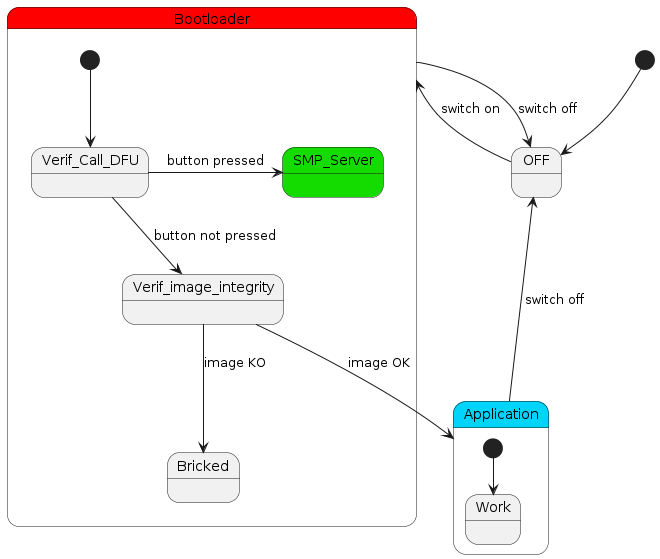 Bootloader
switch on
switch off
Verif_Call_DFU
button pressed
SMP_Server
OFF
button not pressed
Verif_image_integrity
switch off
image KO
image OK
Application
Bricked
Work